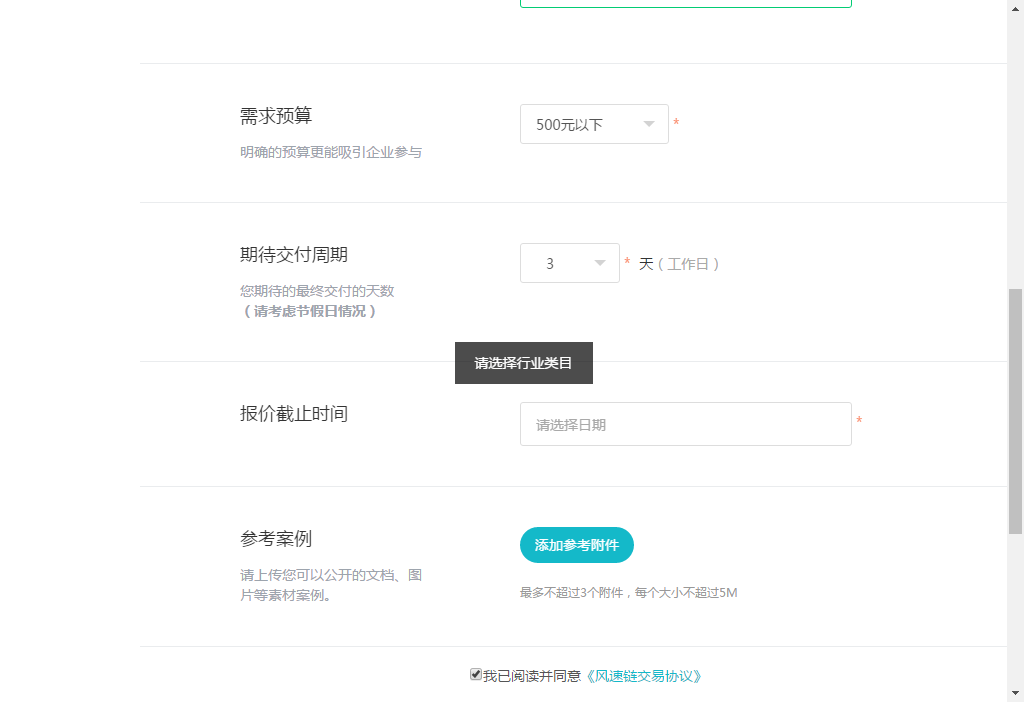 需求预算
500元以下
*
明确的预算更能吸引企业参与
期待交付周期
3
* 天（工作日）
您期待的最终交付的天数
（请考虑节假日情况）
请选择行业类目
报价截止时间
请选择日期
*
参考案例
添加参考附件
请上传您可以公开的文档、图
片等素材案例。
最多不超过3个附件，每个大小不超过5M
我已阅读并同意《风速链交易协议》